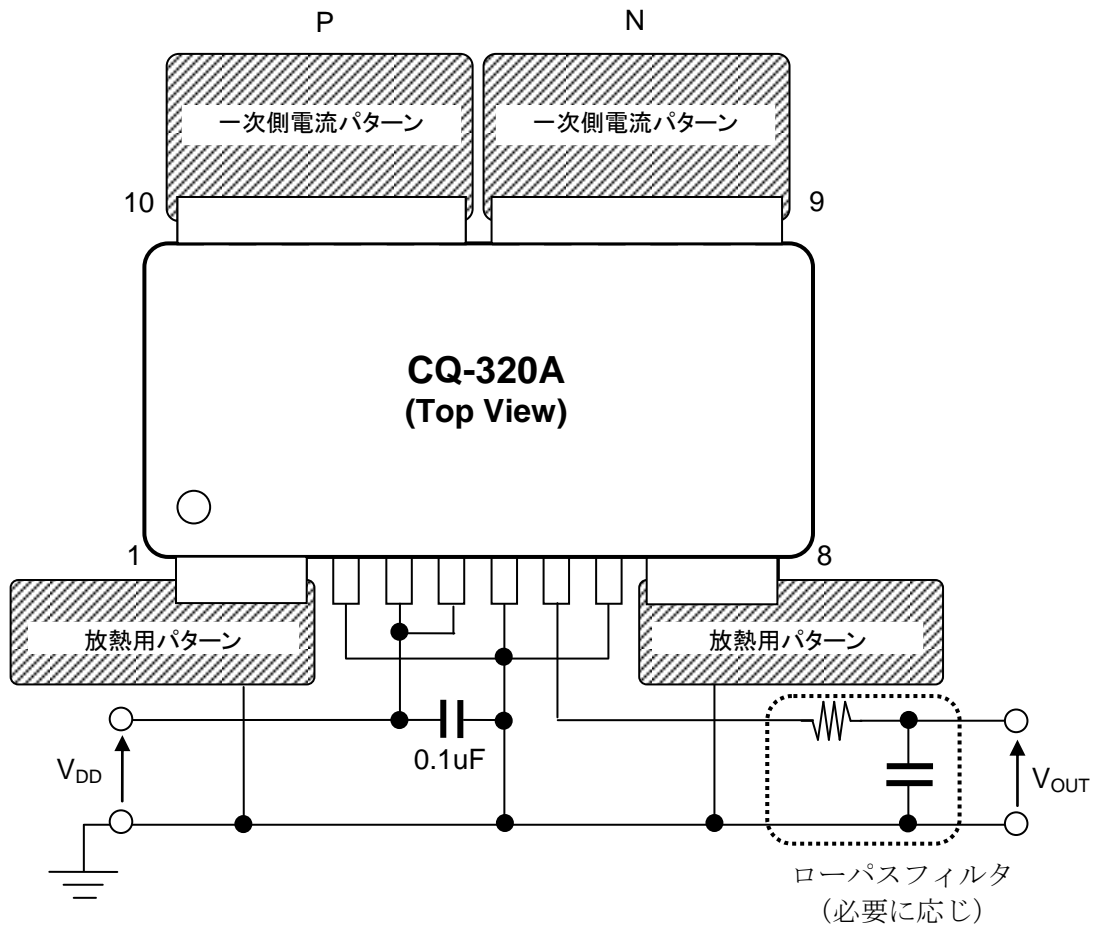 P
N
一次側電流パターン
一次側電流パターン
10
9
CQ-320A
(Top View)
1
8
放熱用パターン
放熱用パターン
0.1uF
VDD
VOUT
ローパスフィルタ
（必要に応じ）